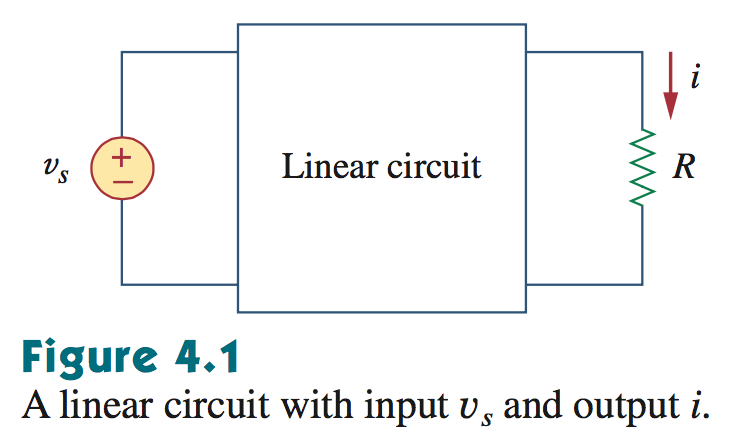 i
+
Linear circuit
v_s
R
−
Figure 4.1
A linear circuit with input v_s and output i.